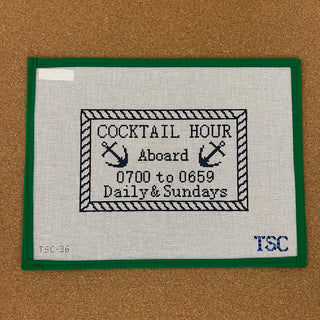 COCKTAIL HOUR
Aboard
0700 to 0659
Daily & Sundays
TSC-36
TSC